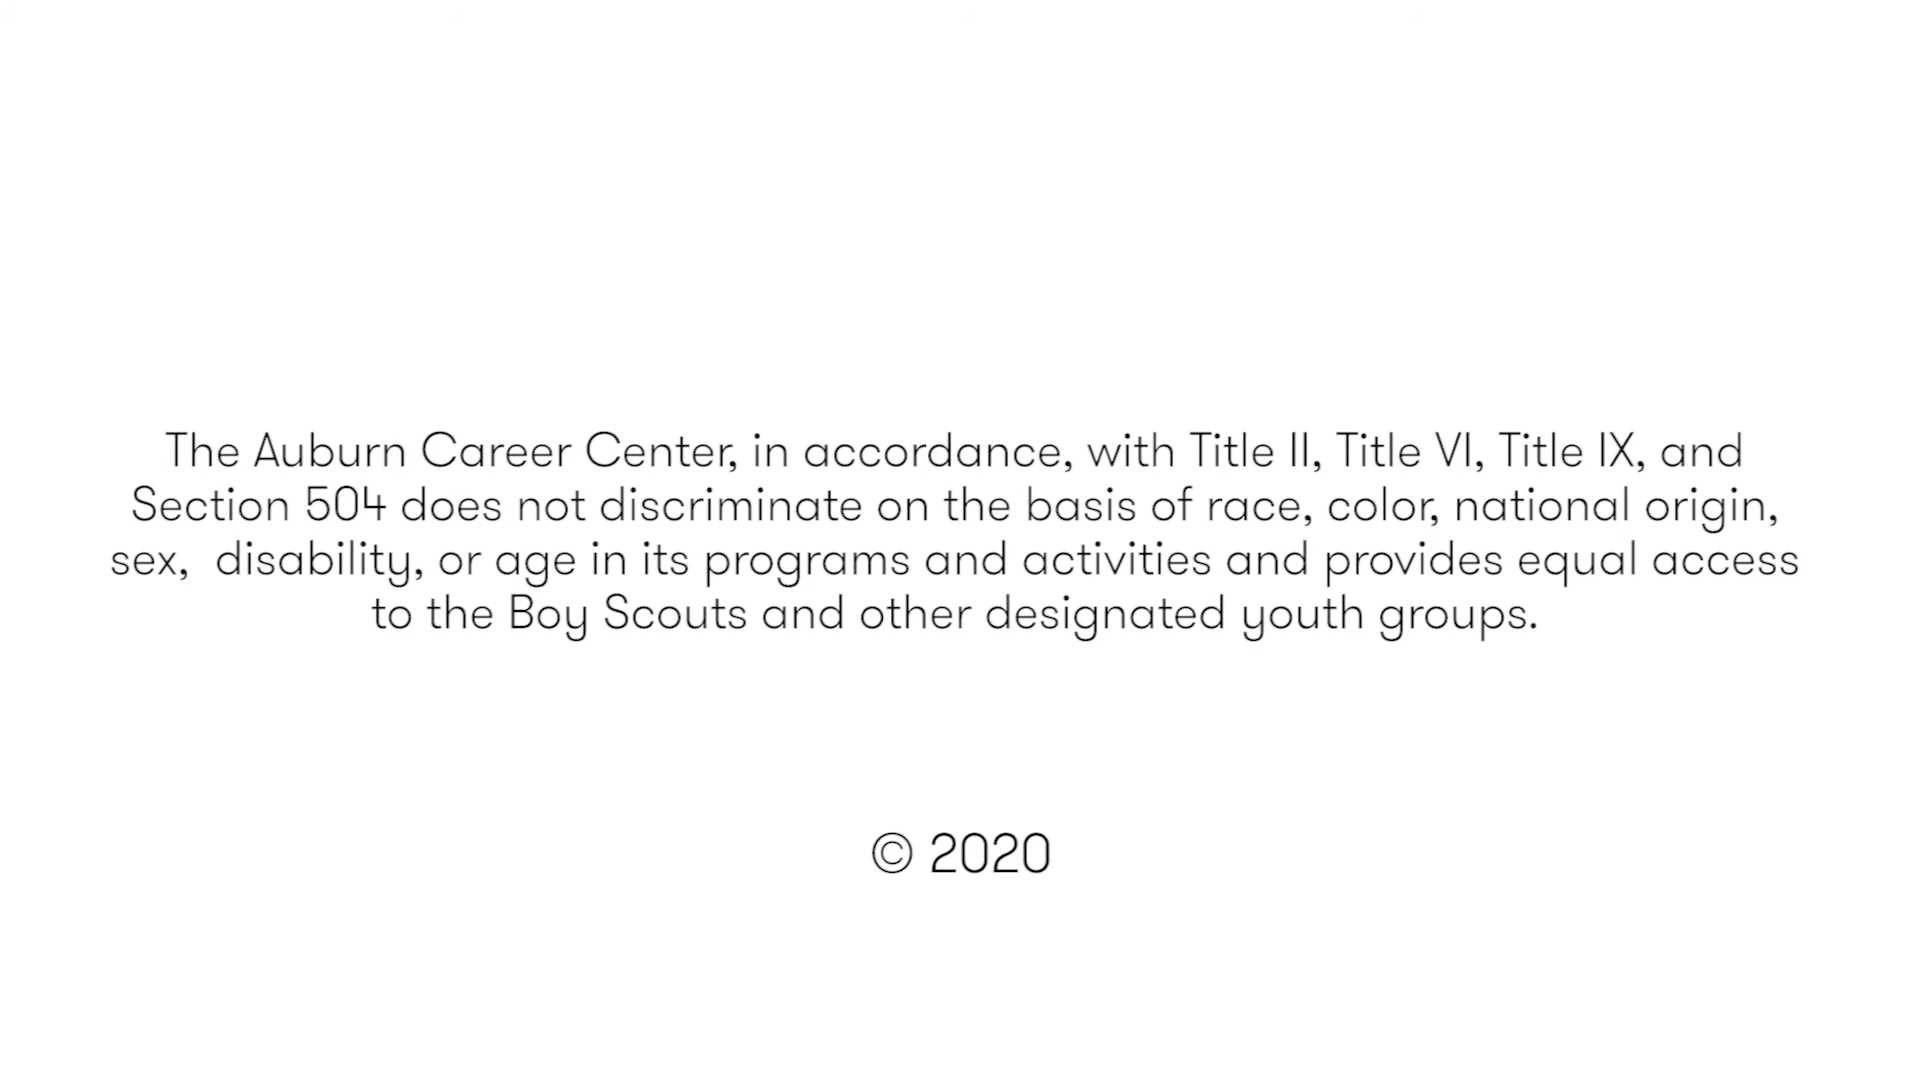 The Auburn Career Center, in accordance, with Title II, Title VI, Title IX, and
Section 504 does not discriminate on the basis of race, color, national origin,
sex,  disability, or age in its programs and activities and provides equal access
to the Boy Scouts and other designated youth groups.
© 2020